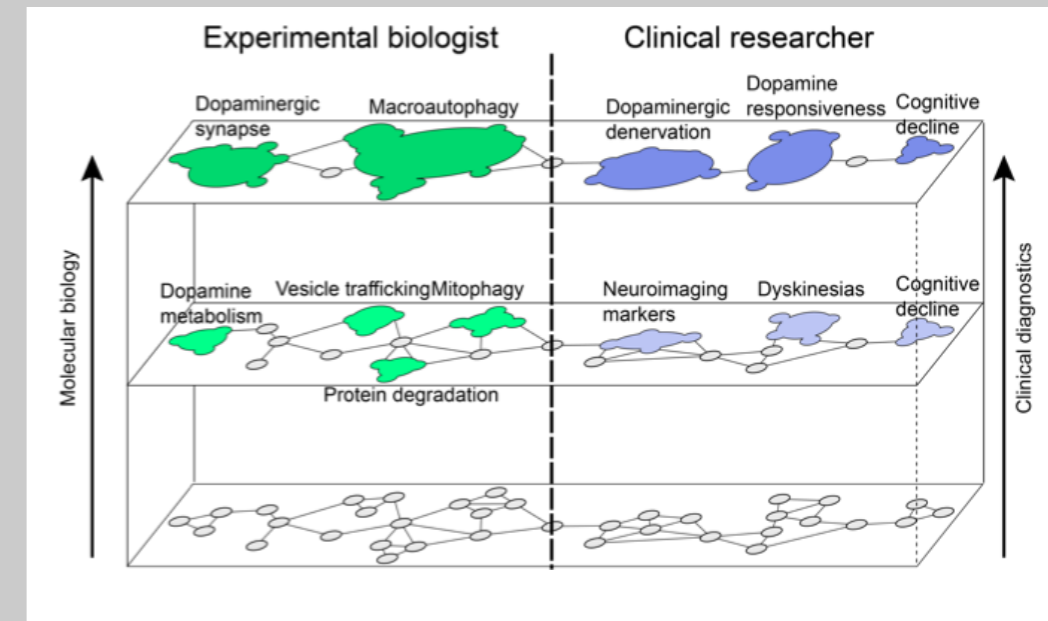 Experimental biologist
Clinical researcher
Dopaminergic
synapse
Macroautophagy
Dopaminergic
denervation
Dopamine
responsiveness
Cognitive
decline
Molecular biology
Dopamine
metabolism
Vesicle trafficking
Mitophagy
Protein degradation
Neuroimaging
markers
Dyskinesias
Cognitive
decline
Clinical diagnostics